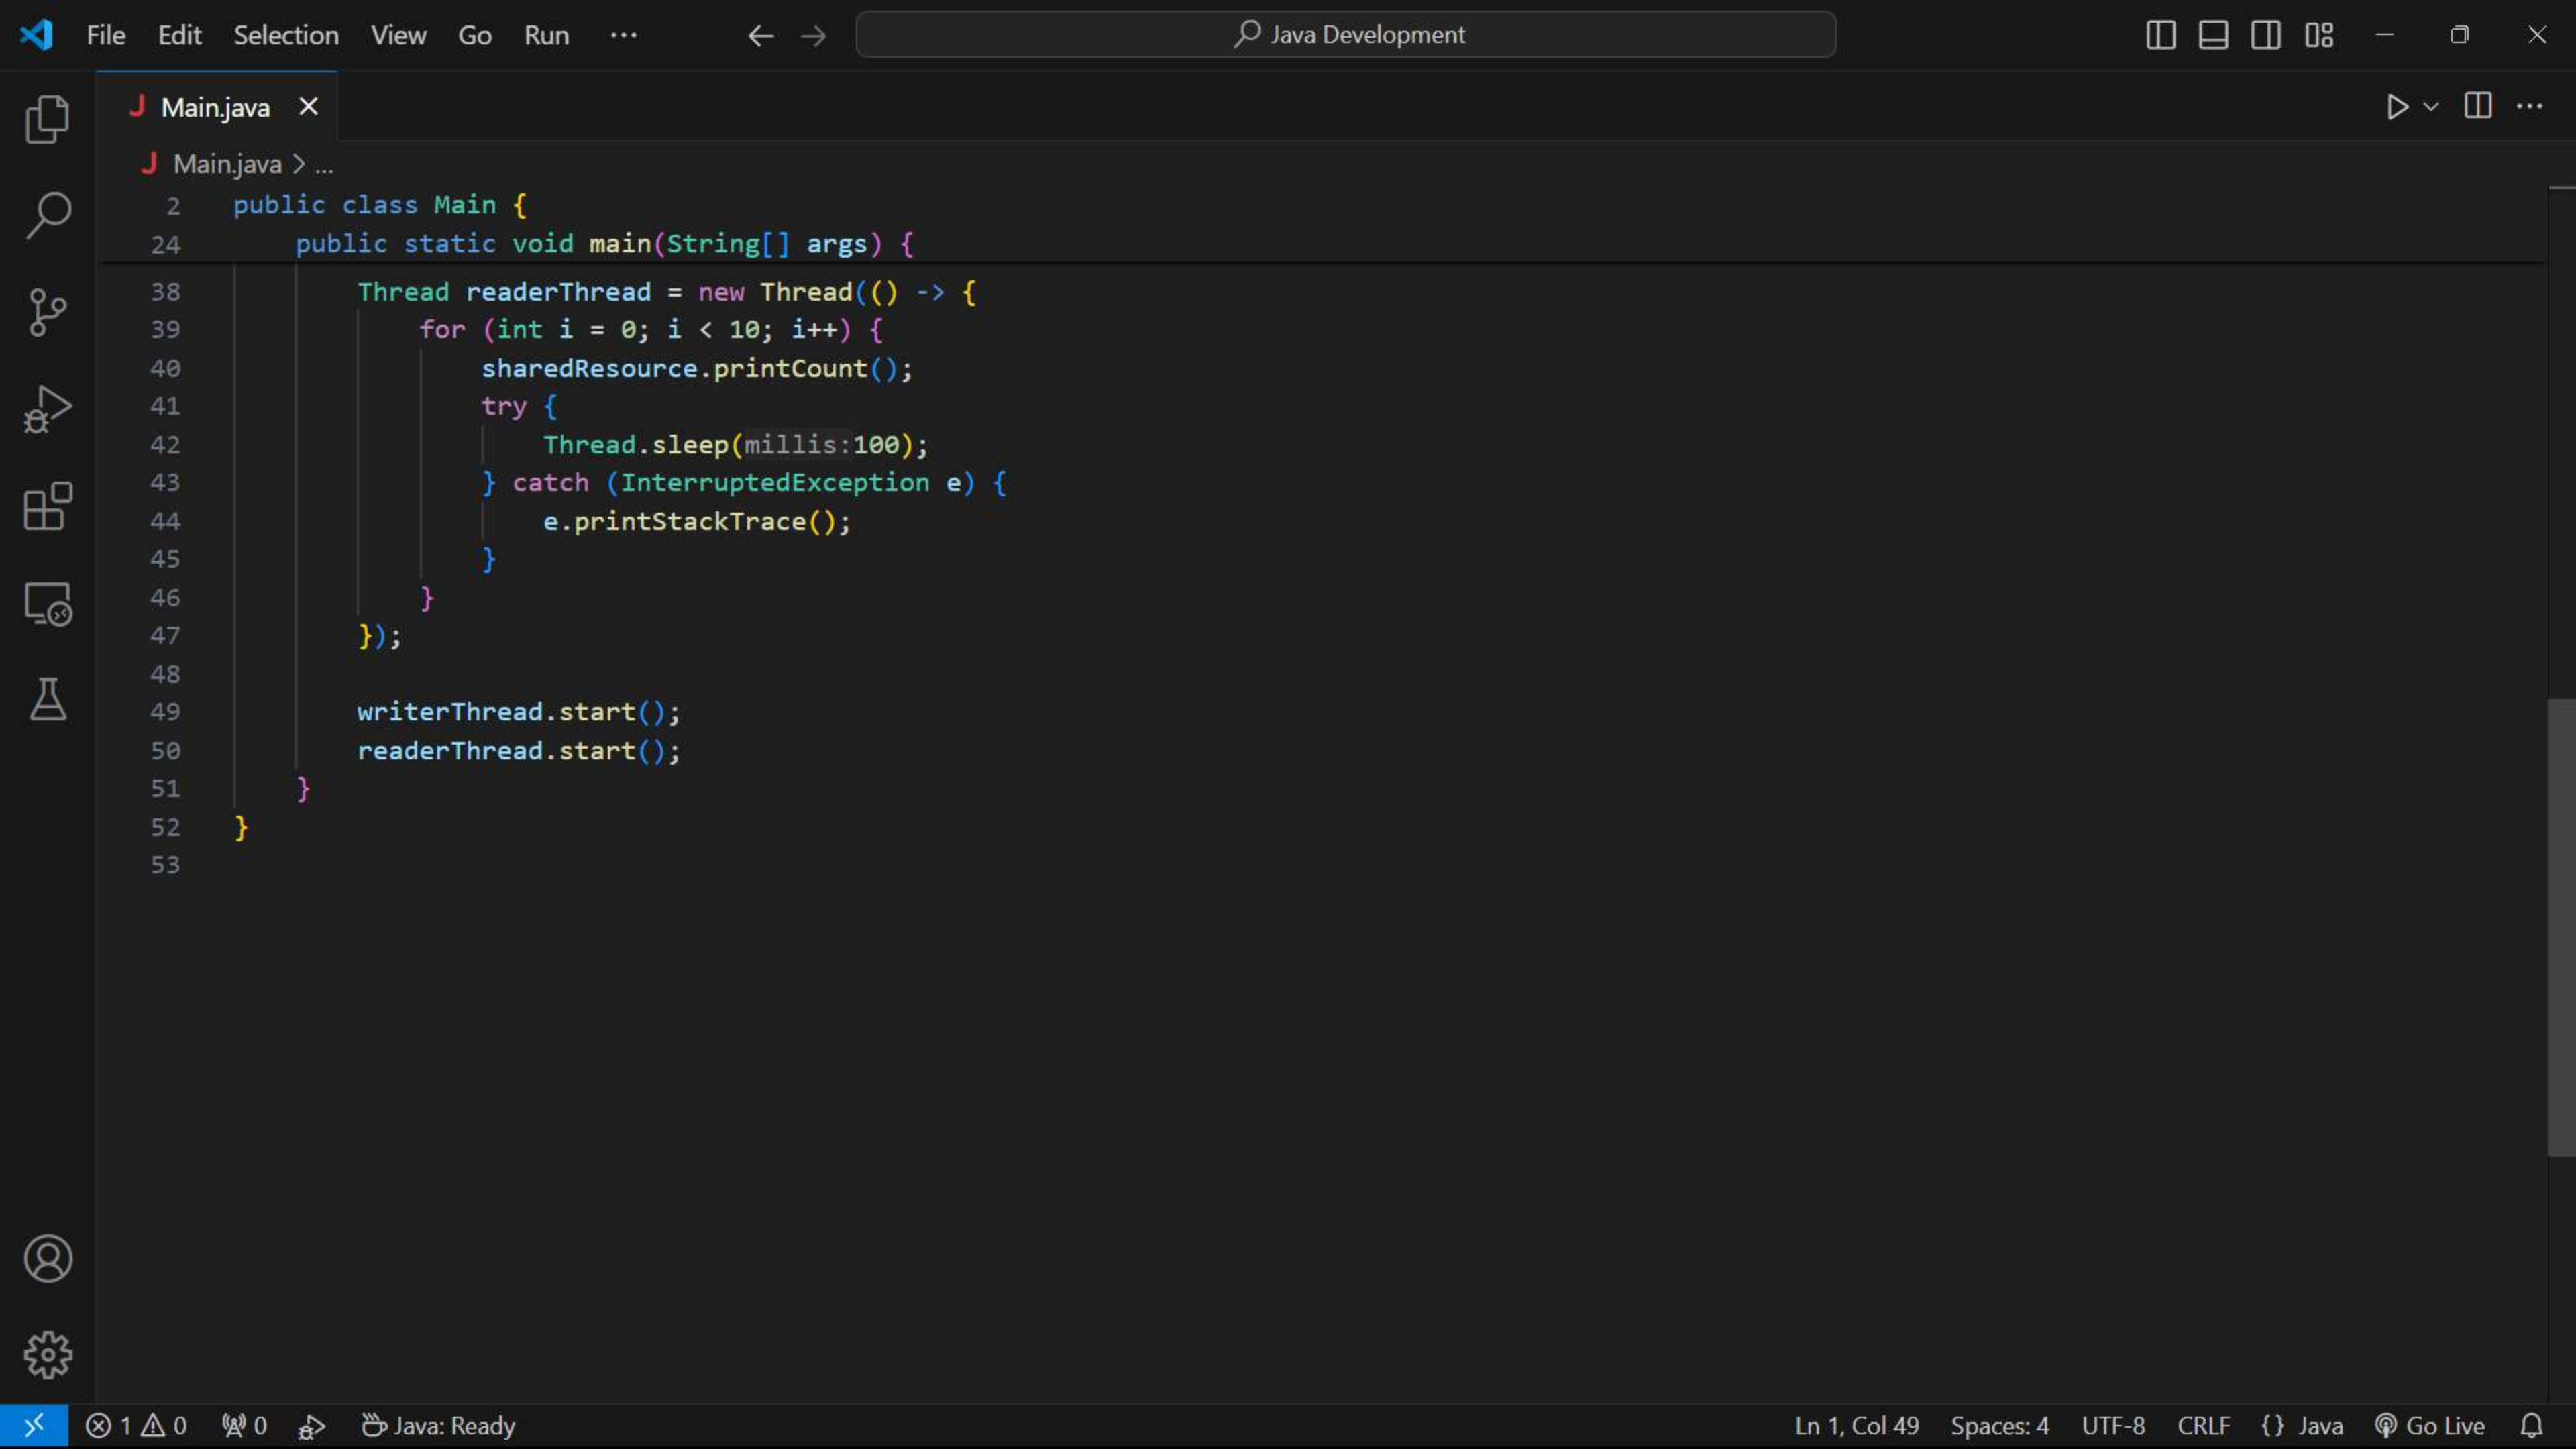 File Edit Selection View Go Run ··· Java Development
J Main.java
J Main.java > ...
2 public class Main {
24 public static void main(String[] args) {
38 Thread readerThread = new Thread(() -> {
39 for (int i = 0; i < 10; i++) {
40 sharedResource.printCount();
41 try {
42 Thread.sleep(millis:100);
43 } catch (InterruptedException e) {
44 e.printStackTrace();
45 }
46 }
47 });
48
49 writerThread.start();
50 readerThread.start();
51 }
52 }
53
1 0 0 Java: Ready Ln 1, Col 49 Spaces: 4 UTF-8 CRLF {} Java Go Live